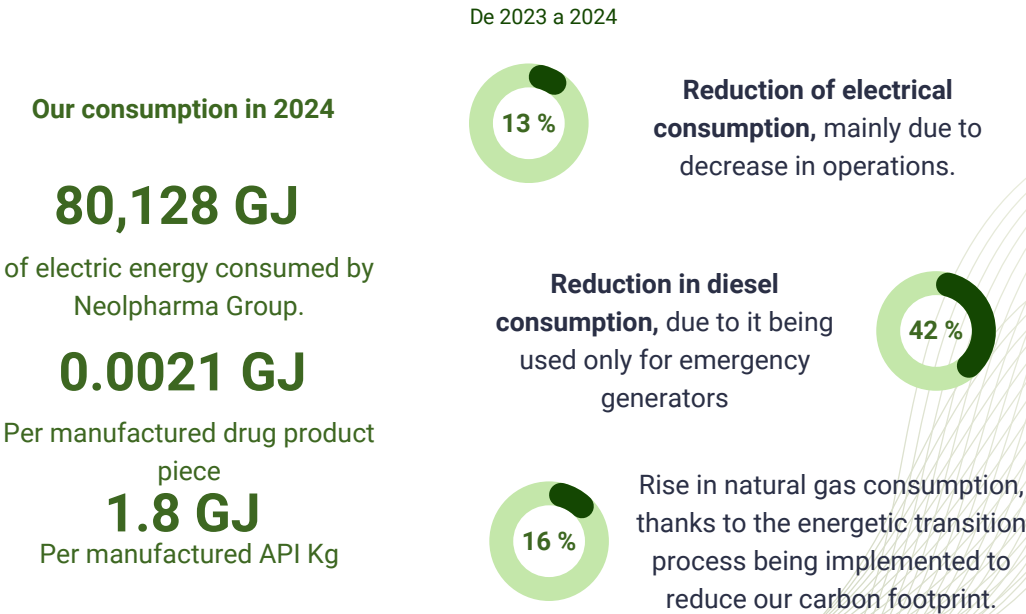 De 2023 a 2024
Our consumption in 2024
80,128 GJ
of electric energy consumed by
Neolpharma Group.
0.0021 GJ
Per manufactured drug product
piece
1.8 GJ
Per manufactured API Kg
13 %
Reduction of electrical
consumption, mainly due to
decrease in operations.
Reduction in diesel
consumption, due to it being
used only for emergency
generators
42 %
16 %
Rise in natural gas consumption,
thanks to the energetic transition
process being implemented to
reduce our carbon footprint.